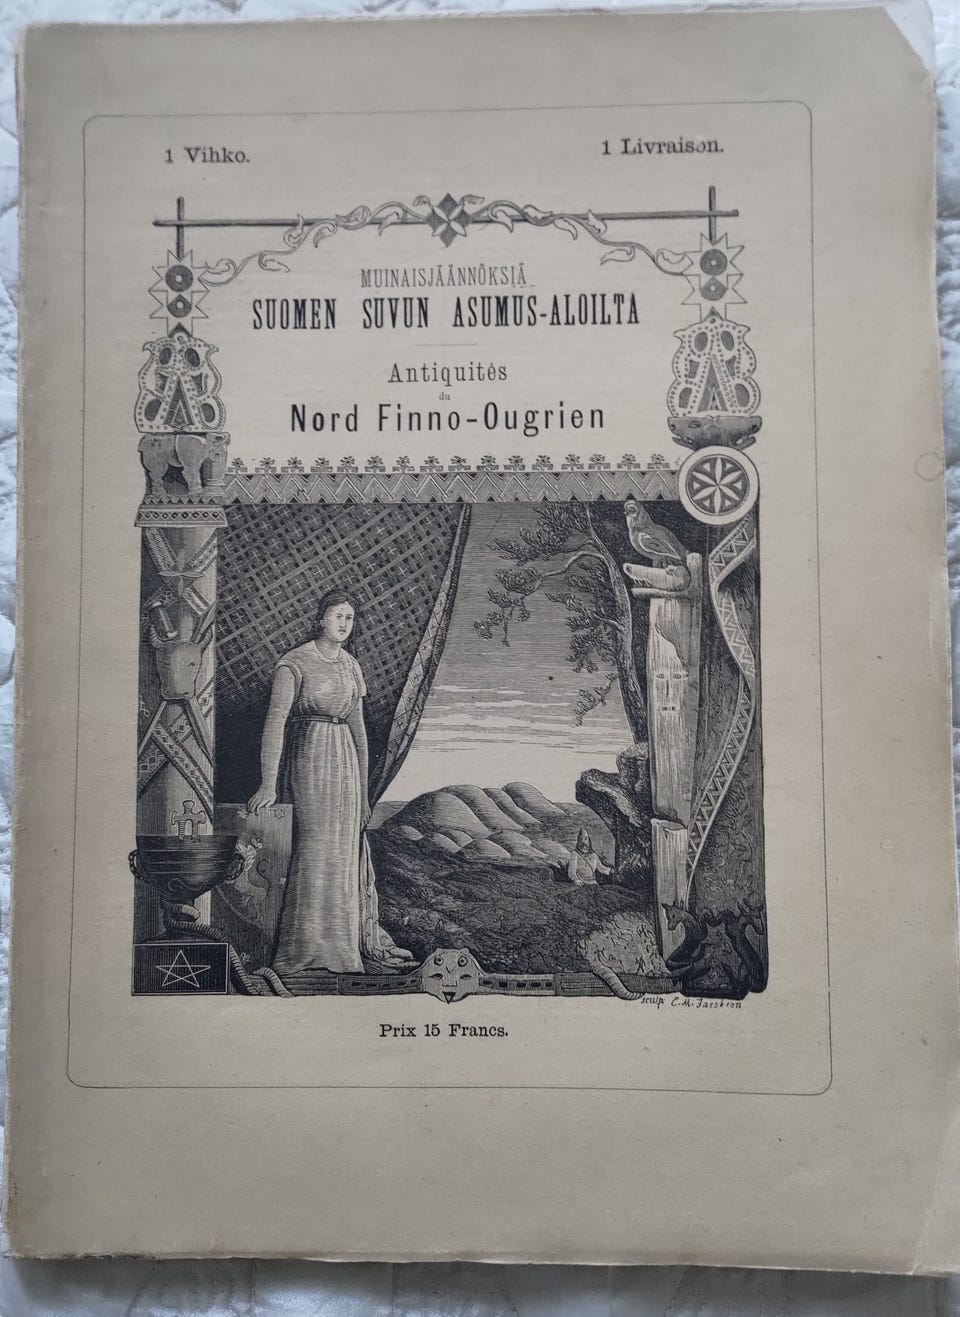 1 Vihko.
1 Livraison.
MUINAISJÄÄNNÖKSIÄ
SUOMEN SUVUN ASUMUS-ALOILTA
Antiquités
du
Nord Finno-Ougrien
sculp E.M. Jacobson
Prix 15 Francs.